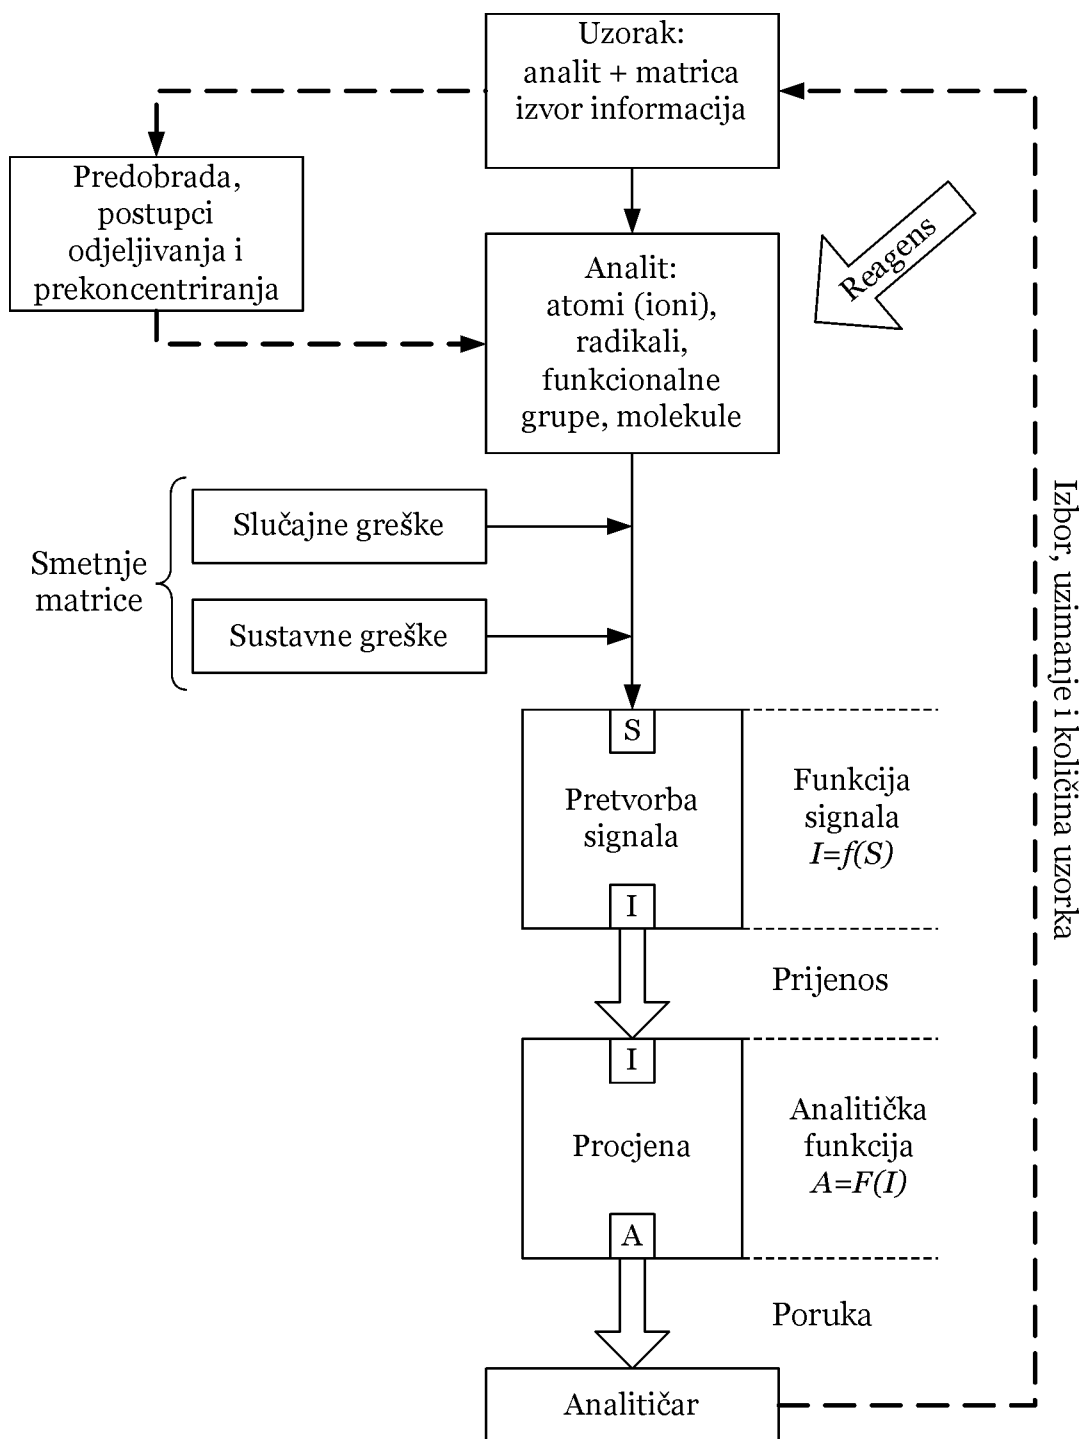 Uzorak:
analit + matrica
izvor informacija
Predobrada,
postupci
odjeljivanja i
prekoncentriranja
Reagens
Analit:
atomi (ioni),
radikali,
funkcionalne
grupe, molekule
Smetnje
matrice
Slučajne greške
Sustavne greške
Izbor, uzimanje i količina uzorka
S
Pretvorba
signala
I
Funkcija
signala
I=f(S)
Prijenos
I
Procjena
A
Analitička
funkcija
A=F(I)
Poruka
Analitičar